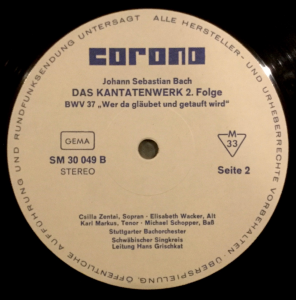 corona
Johann Sebastian Bach
DAS KANTATENWERK 2. Folge
BWV 37 „Wer da gläubet und getauft wird"
GEMA
SM 30 049 B
STEREO
M
33
Seite 2
Csilla Zentai, Sopran - Elisabeth Wacker, Alt
Karl Markus, Tenor - Michael Schopper, Baß
Stuttgarter Bachorchester
Schwäbischer Singkreis
Leitung Hans Grischkat
ALLE HERSTELLER- UND URHEBERRECHTE VORBEHALTEN · ÜBERSPIELUNG, ÖFFENTLICHE AUFFÜHRUNG UND RUNDFUNKSENDUNG UNTERSAGT